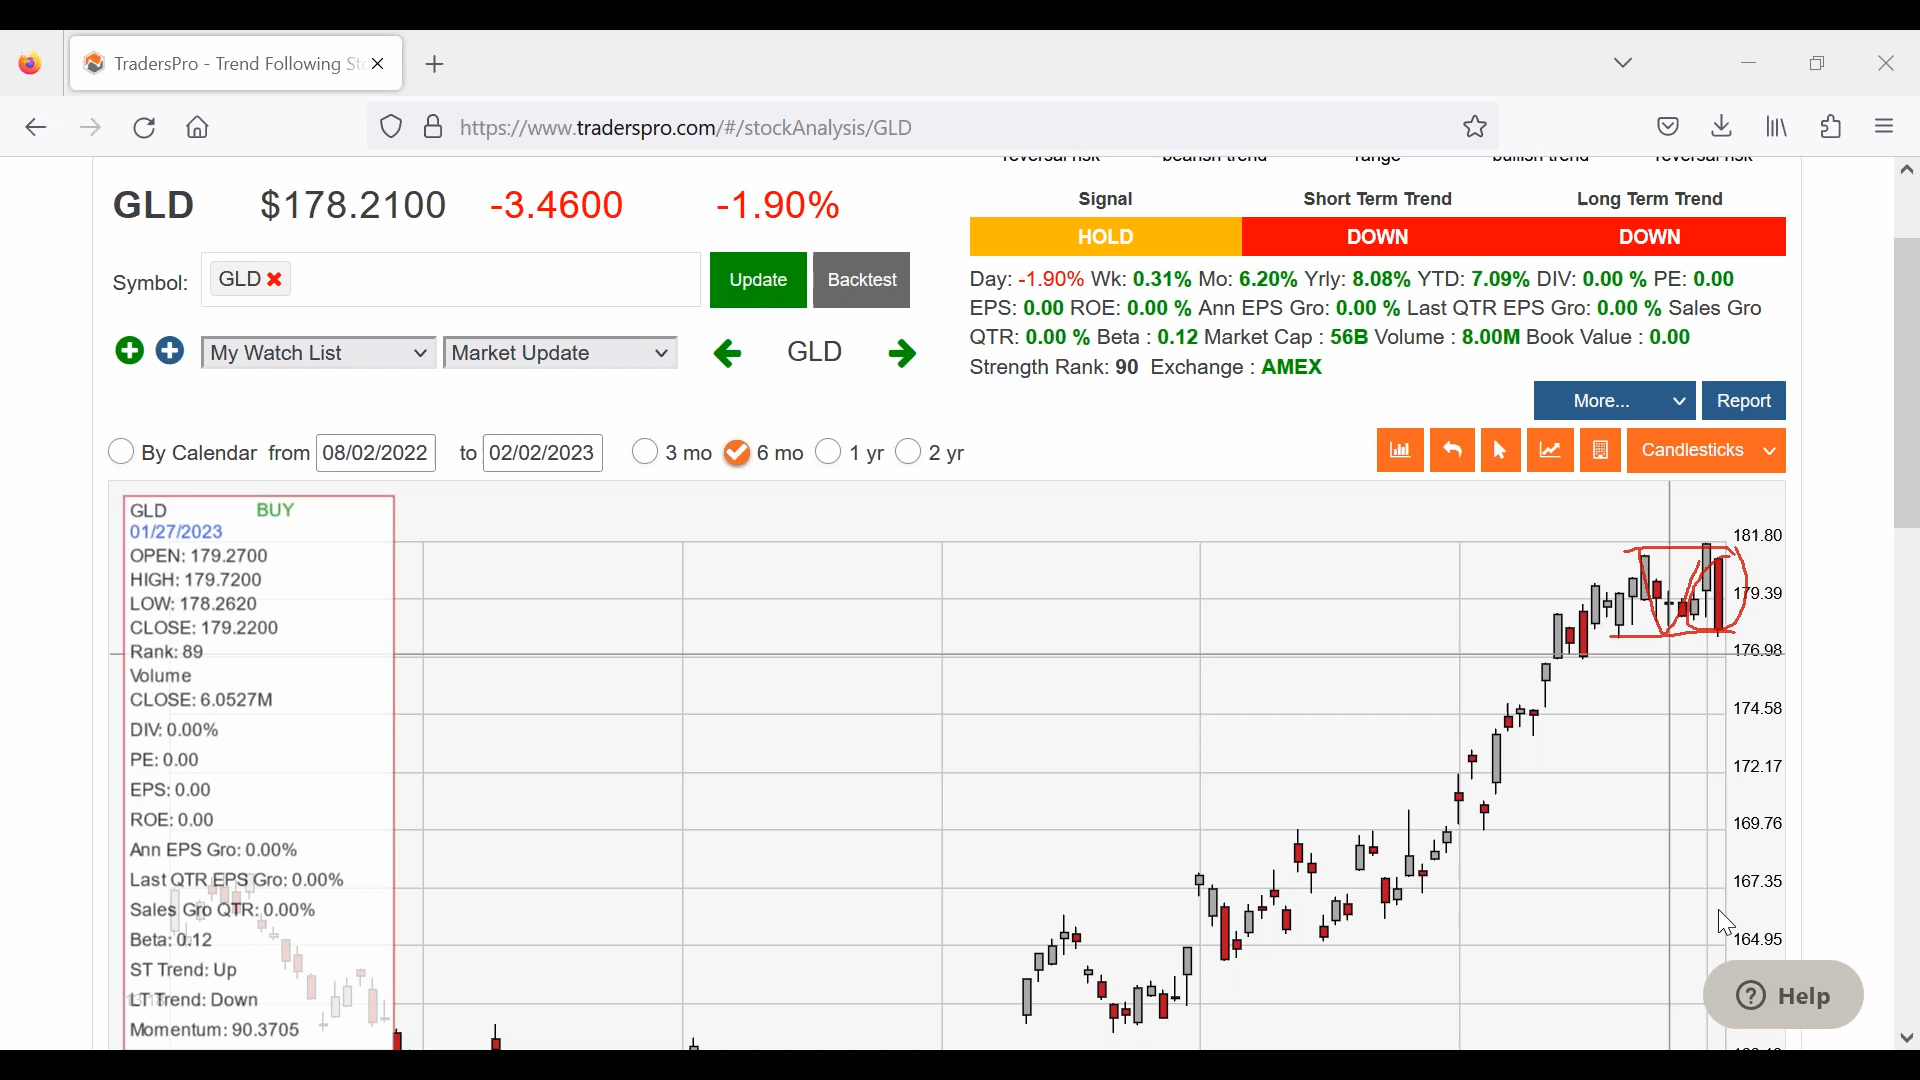 TradersPro - Trend Following St
https://www.traderspro.com/#/stockAnalysis/GLD
reversal risk bearish trend range bullish trend reversal risk
GLD $178.2100 -3.4600 -1.90%
Signal Short Term Trend Long Term Trend
HOLD DOWN DOWN
Symbol: GLD Update Backtest
Day: -1.90% Wk: 0.31% Mo: 6.20% Yrly: 8.08% YTD: 7.09% DIV: 0.00 % PE: 0.00
EPS: 0.00 ROE: 0.00 % Ann EPS Gro: 0.00 % Last QTR EPS Gro: 0.00 % Sales Gro
QTR: 0.00 % Beta : 0.12 Market Cap : 56B Volume : 8.00M Book Value : 0.00
Strength Rank: 90 Exchange : AMEX
My Watch List Market Update GLD
More... Report
By Calendar from 08/02/2022 to 02/02/2023 3 mo 6 mo 1 yr 2 yr
Candlesticks
GLD BUY
01/27/2023
OPEN: 179.2700
HIGH: 179.7200
LOW: 178.2620
CLOSE: 179.2200
Rank: 89
Volume
CLOSE: 6.0527M
DIV: 0.00%
PE: 0.00
EPS: 0.00
ROE: 0.00
Ann EPS Gro: 0.00%
Last QTR EPS Gro: 0.00%
Sales Gro QTR: 0.00%
Beta: 0.12
ST Trend: Up
LT Trend: Down
Momentum: 90.3705
181.80
179.39
176.98
174.58
172.17
169.76
167.35
164.95
Help